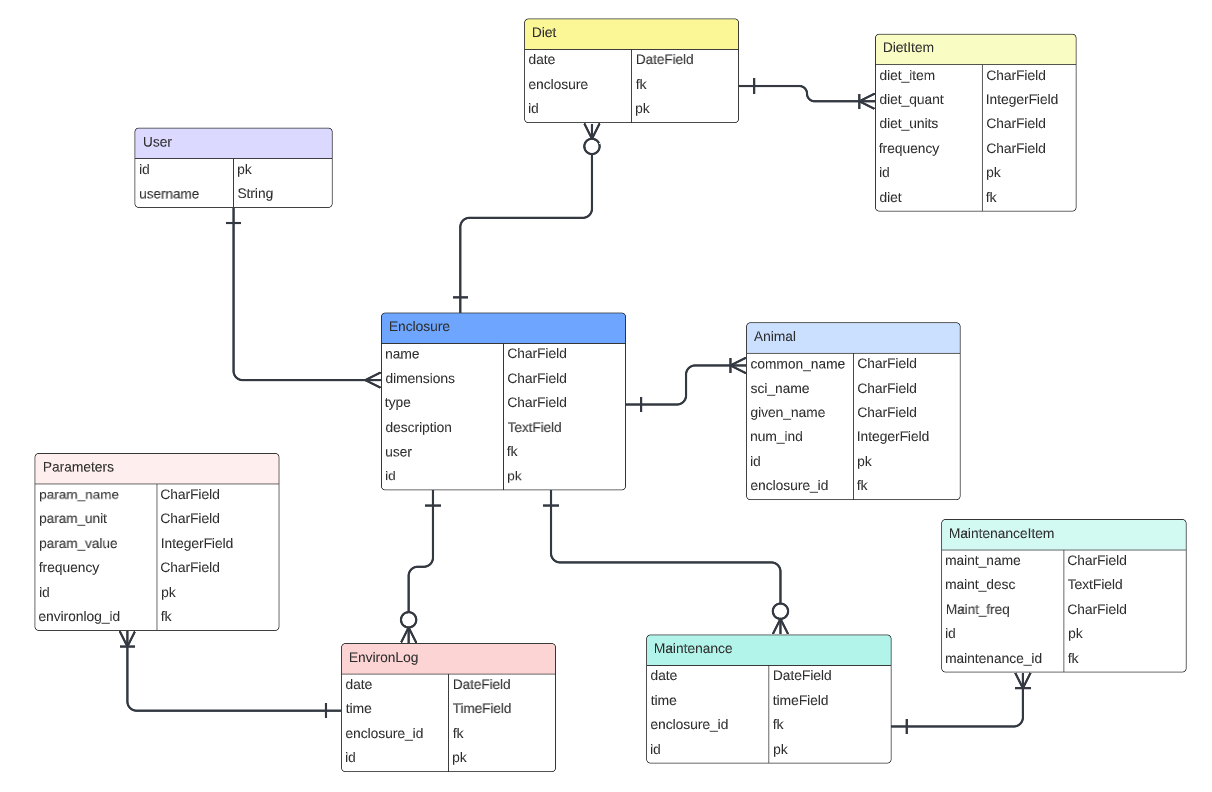 Diet
date DateField
enclosure fk
id pk
DietItem
diet_item CharField
diet_quant IntegerField
diet_units CharField
frequency CharField
id pk
diet fk
User
id pk
username String
Enclosure
name CharField
dimensions CharField
type CharField
description TextField
user fk
id pk
Animal
common_name CharField
sci_name CharField
given_name CharField
num_ind IntegerField
id pk
enclosure_id fk
Parameters
param_name CharField
param_unit CharField
param_value IntegerField
frequency CharField
id pk
environlog_id fk
MaintenanceItem
maint_name CharField
maint_desc TextField
Maint_freq CharField
id pk
maintenance_id fk
EnvironLog
date DateField
time TimeField
enclosure_id fk
id pk
Maintenance
date DateField
time timeField
enclosure_id fk
id pk